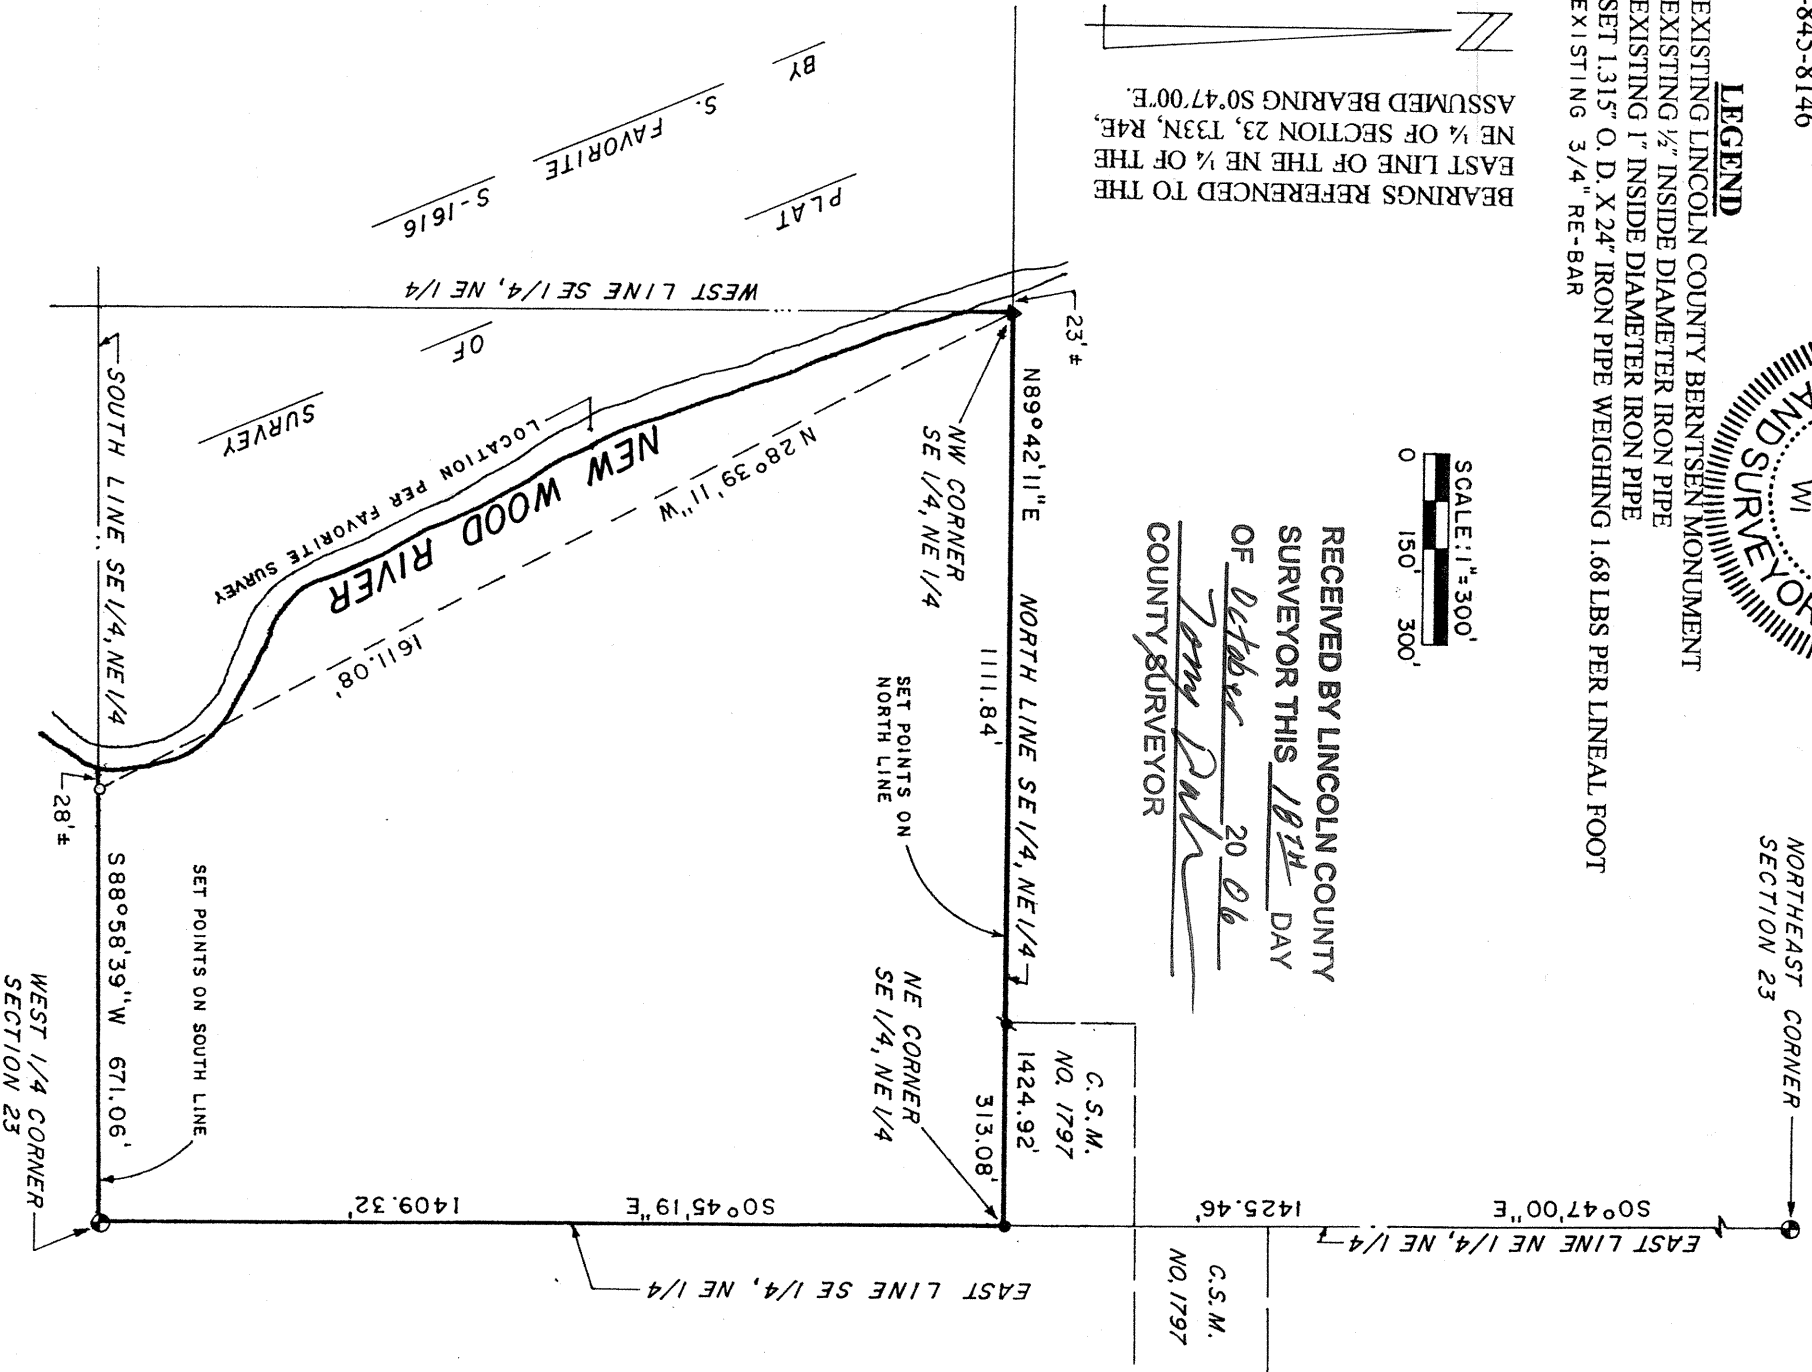 -845-8146
LEGEND
EXISTING LINCOLN COUNTY BERNTSEN MONUMENT
EXISTING ½" INSIDE DIAMETER IRON PIPE
EXISTING 1" INSIDE DIAMETER IRON PIPE
SET 1.315" O. D. X 24" IRON PIPE WEIGHING 1.68 LBS PER LINEAL FOOT
EXISTING 3/4" RE-BAR
WI
AND SURVEYOR
NORTHEAST CORNER
SECTION 23
SCALE: 1"=300'
0 150' 300'
RECEIVED BY LINCOLN COUNTY
SURVEYOR THIS 18TH DAY
OF October 20 06
COUNTY SURVEYOR
N
BEARINGS REFERENCED TO THE
EAST LINE OF THE NE ¼ OF THE
NE ¼ OF SECTION 23, T33N, R4E,
ASSUMED BEARING S0°47'00"E.
S0°47'00"E
1425.46'
EAST LINE NE 1/4, NE 1/4
C.S.M.
NO. 1797
C.S.M.
NO. 1797
23'±
N89°42'11"E
NORTH LINE SE 1/4, NE 1/4
1424.92'
1111.84'
313.08'
NW CORNER
SE 1/4, NE 1/4
SET POINTS ON
NORTH LINE
NE CORNER
SE 1/4, NE 1/4
S0°45'19"E
1409.32'
EAST LINE SE 1/4, NE 1/4
N 28°39'11"W
1611.08'
NEW WOOD RIVER
LOCATION PER FAVORITE SURVEY
WEST LINE SE 1/4, NE 1/4
PLAT
OF
SURVEY
BY
S. FAVORITE
S-1616
SET POINTS ON SOUTH LINE
SOUTH LINE SE 1/4, NE 1/4
S88°58'39"W 671.06'
28'±
WEST 1/4 CORNER
SECTION 23